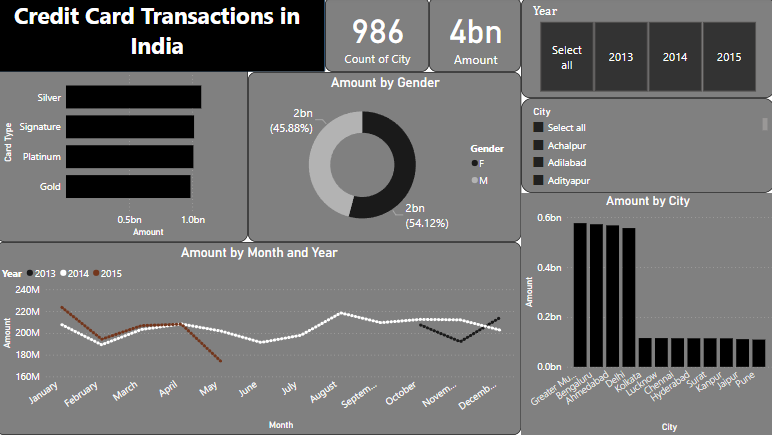 Credit Card Transactions in
India
986
Count of City
4bn
Amount
Year
Select
all
2013
2014
2015
Card Type
Silver
Signature
Platinum
Gold
0.5bn
1.0bn
Amount
Amount by Gender
2bn
(45.88%)
2bn
(54.12%)
Gender
F
M
City
Select all
Achalpur
Adilabad
Adityapur
Amount by Month and Year
Year
2013
2014
2015
Amount
240M
220M
200M
180M
160M
January
February
March
April
May
June
July
August
Septem...
October
Novem...
Decemb...
Month
Amount by City
Amount
0.6bn
0.4bn
0.2bn
0.0bn
Greater Mu...
Bengaluru
Ahmedabad
Delhi
Kolkata
Lucknow
Chennai
Hyderabad
Surat
Kanpur
Jaipur
Pune
City